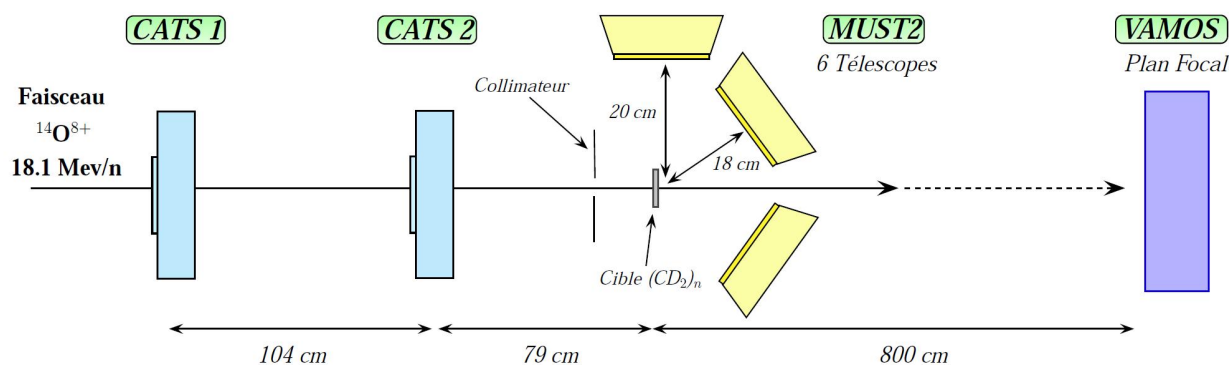 CATS 1
CATS 2
MUST2
VAMOS
6 Télescopes
Plan Focal
Collimateur
Faisceau
¹⁴O⁸⁺
18.1 Mev/n
20 cm
18 cm
Cible (CD₂)ₙ
104 cm
79 cm
800 cm